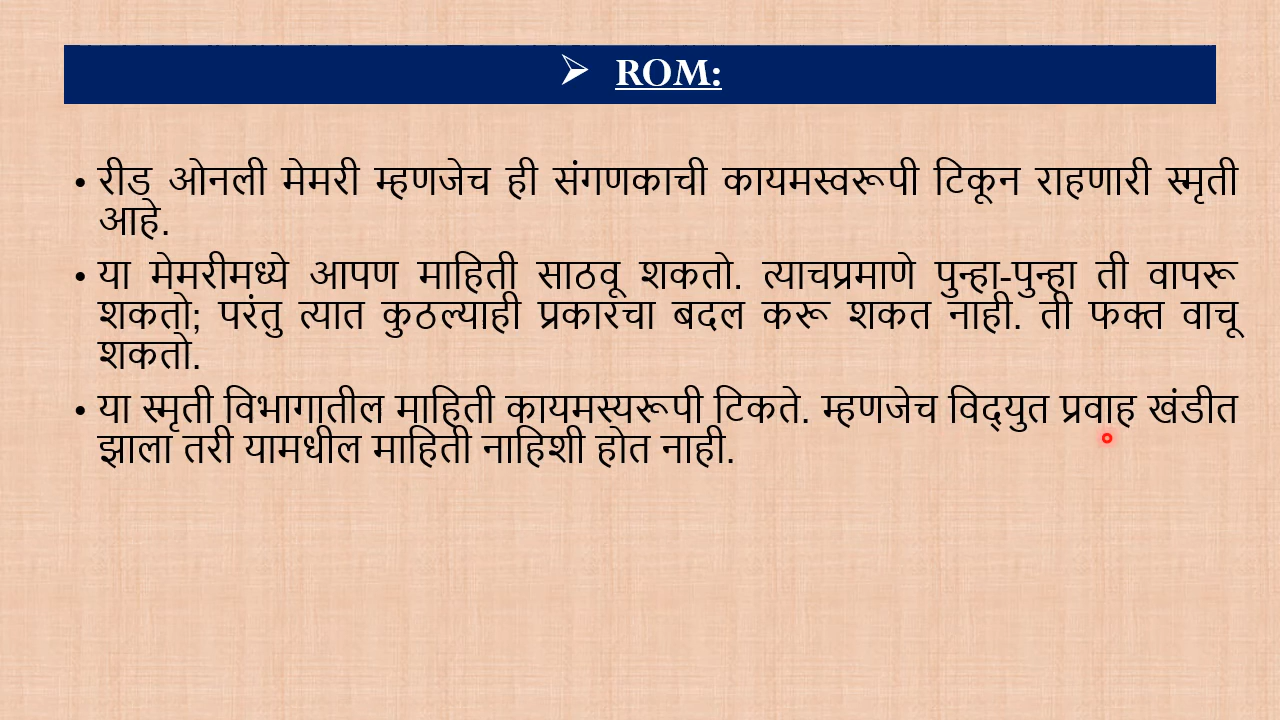 ➢ ROM:
• रीड ओनली मेमरी म्हणजेच ही संगणकाची कायमस्वरूपी टिकून राहणारी स्मृती
आहे.
• या मेमरीमध्ये आपण माहिती साठवू शकतो. त्याचप्रमाणे पुन्हा-पुन्हा ती वापरू
शकतो; परंतु त्यात कुठल्याही प्रकारचा बदल करू शकत नाही. ती फक्त वाचू
शकतो.
• या स्मृती विभागातील माहिती कायमस्यरूपी टिकते. म्हणजेच विद्‌युत प्रवाह खंडीत
झाला तरी यामधील माहिती नाहिशी होत नाही.